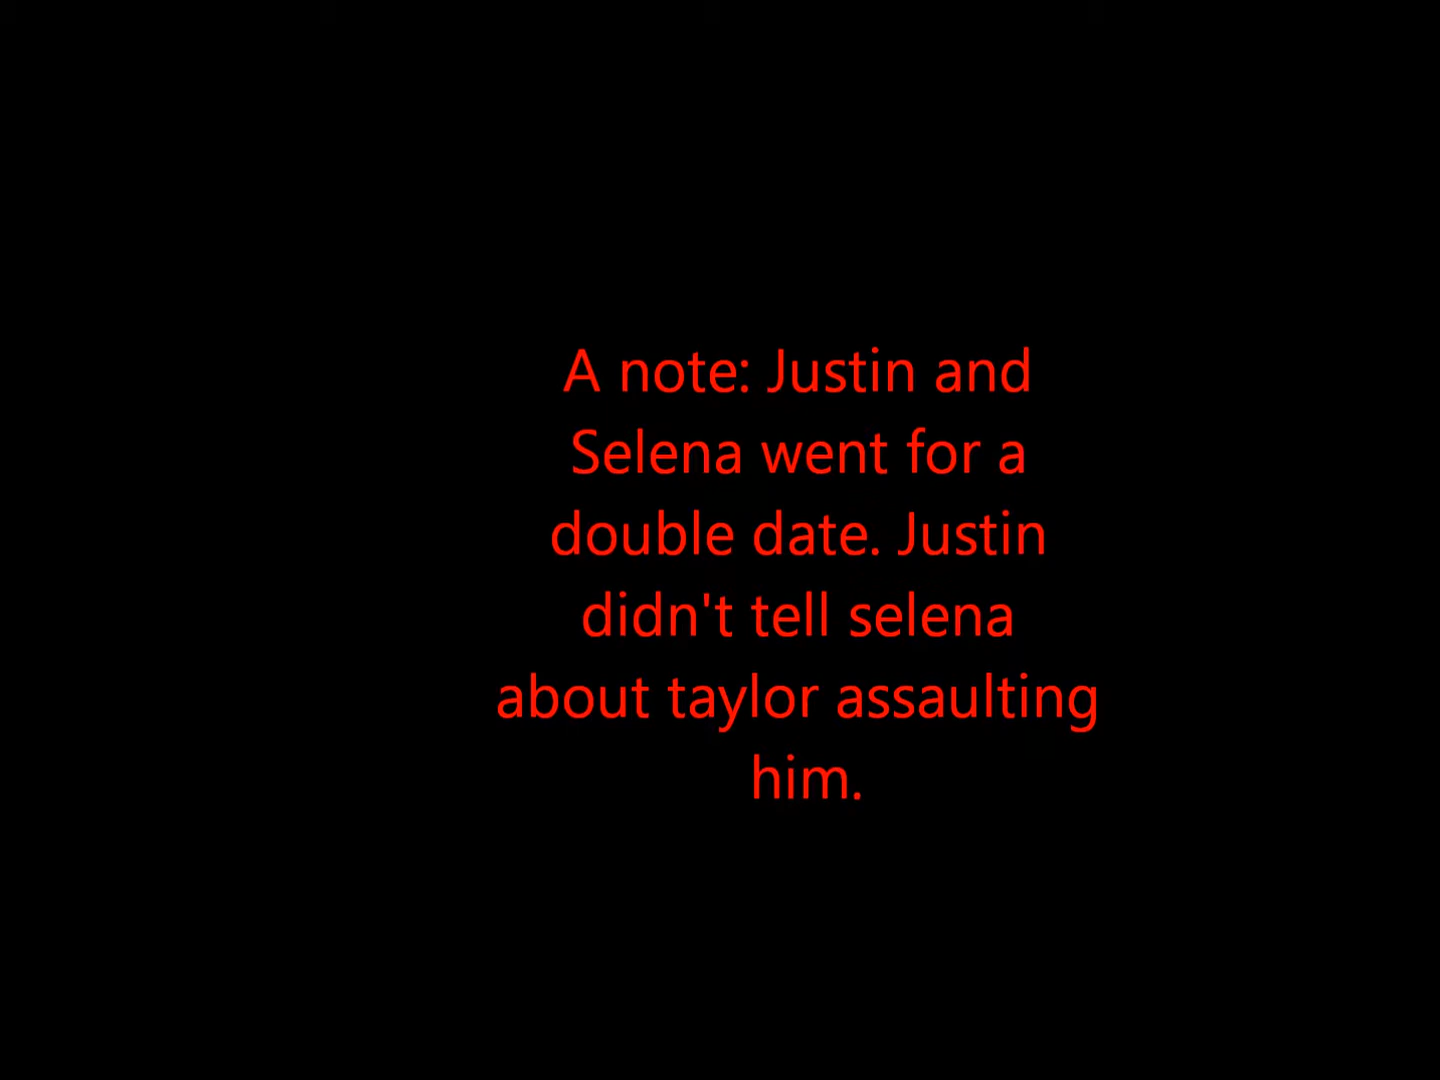 A note: Justin and
Selena went for a
double date. Justin
didn't tell selena
about taylor assaulting
him.